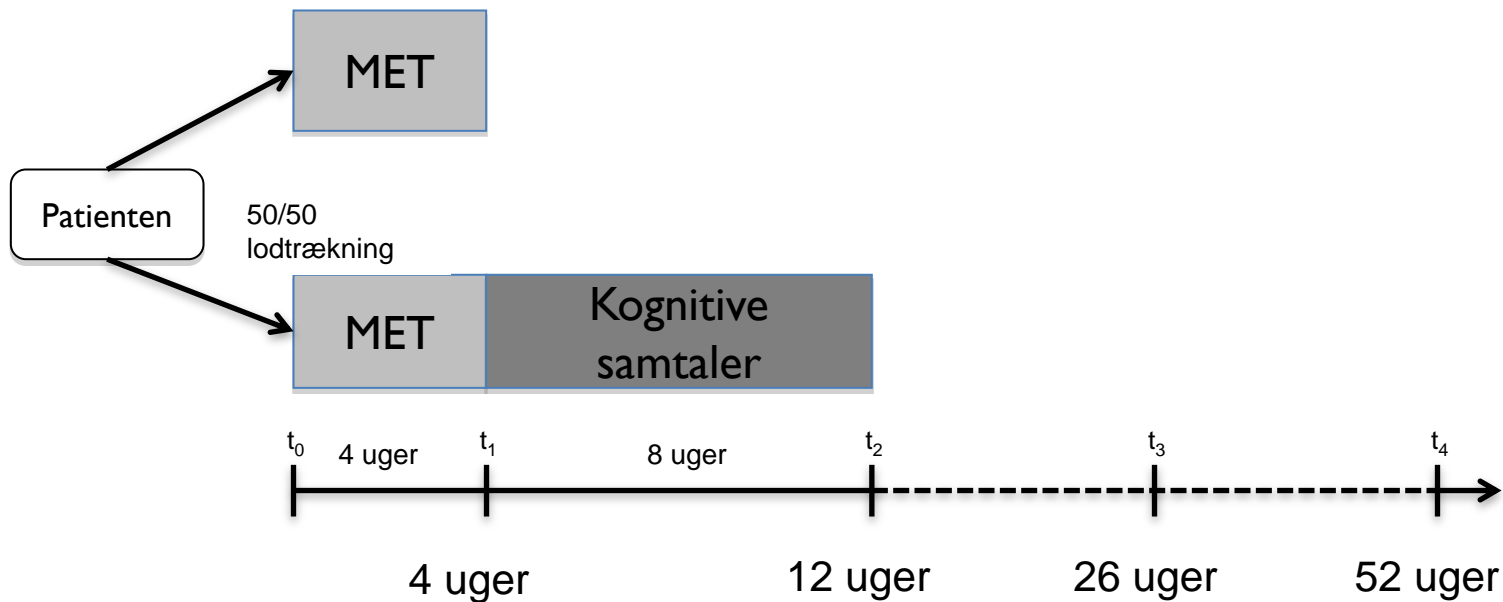 MET
Patienten
50/50
lodtrækning
MET
Kognitive
samtaler
t0 4 uger t1 8 uger t2 t3 t4
4 uger 12 uger 26 uger 52 uger